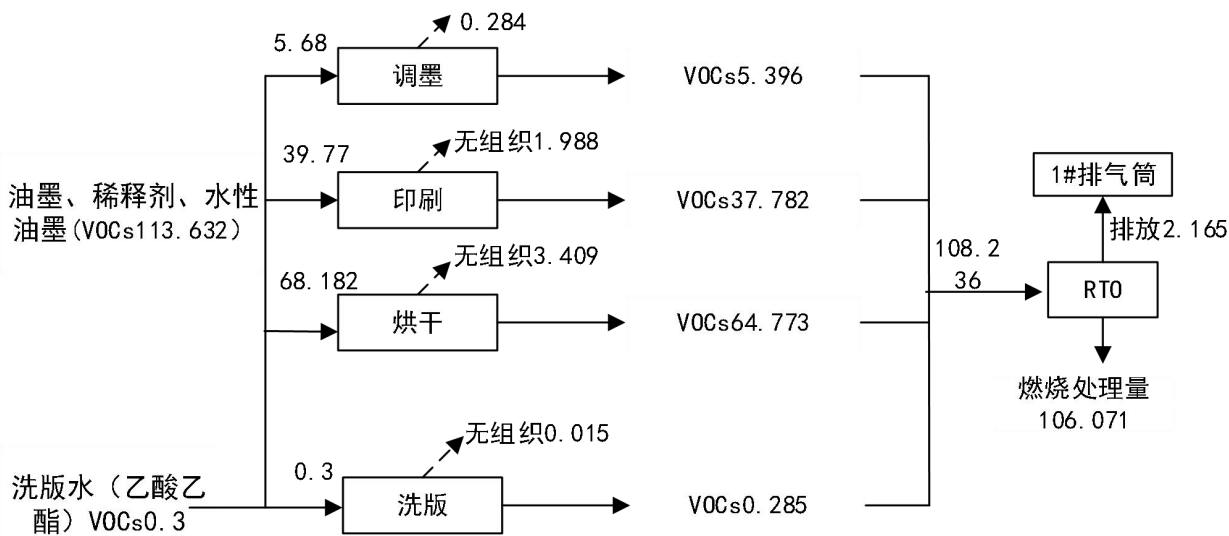 0.284
5.68
调墨
VOCs5.396
无组织1.988
39.77
印刷
VOCs37.782
油墨、稀释剂、水性
油墨(VOCs113.632）
无组织3.409
68.182
烘干
VOCs64.773
108.2
36
1#排气筒
排放2.165
RTO
燃烧处理量
106.071
无组织0.015
0.3
洗版
VOCs0.285
洗版水（乙酸乙
酯）VOCs0.3